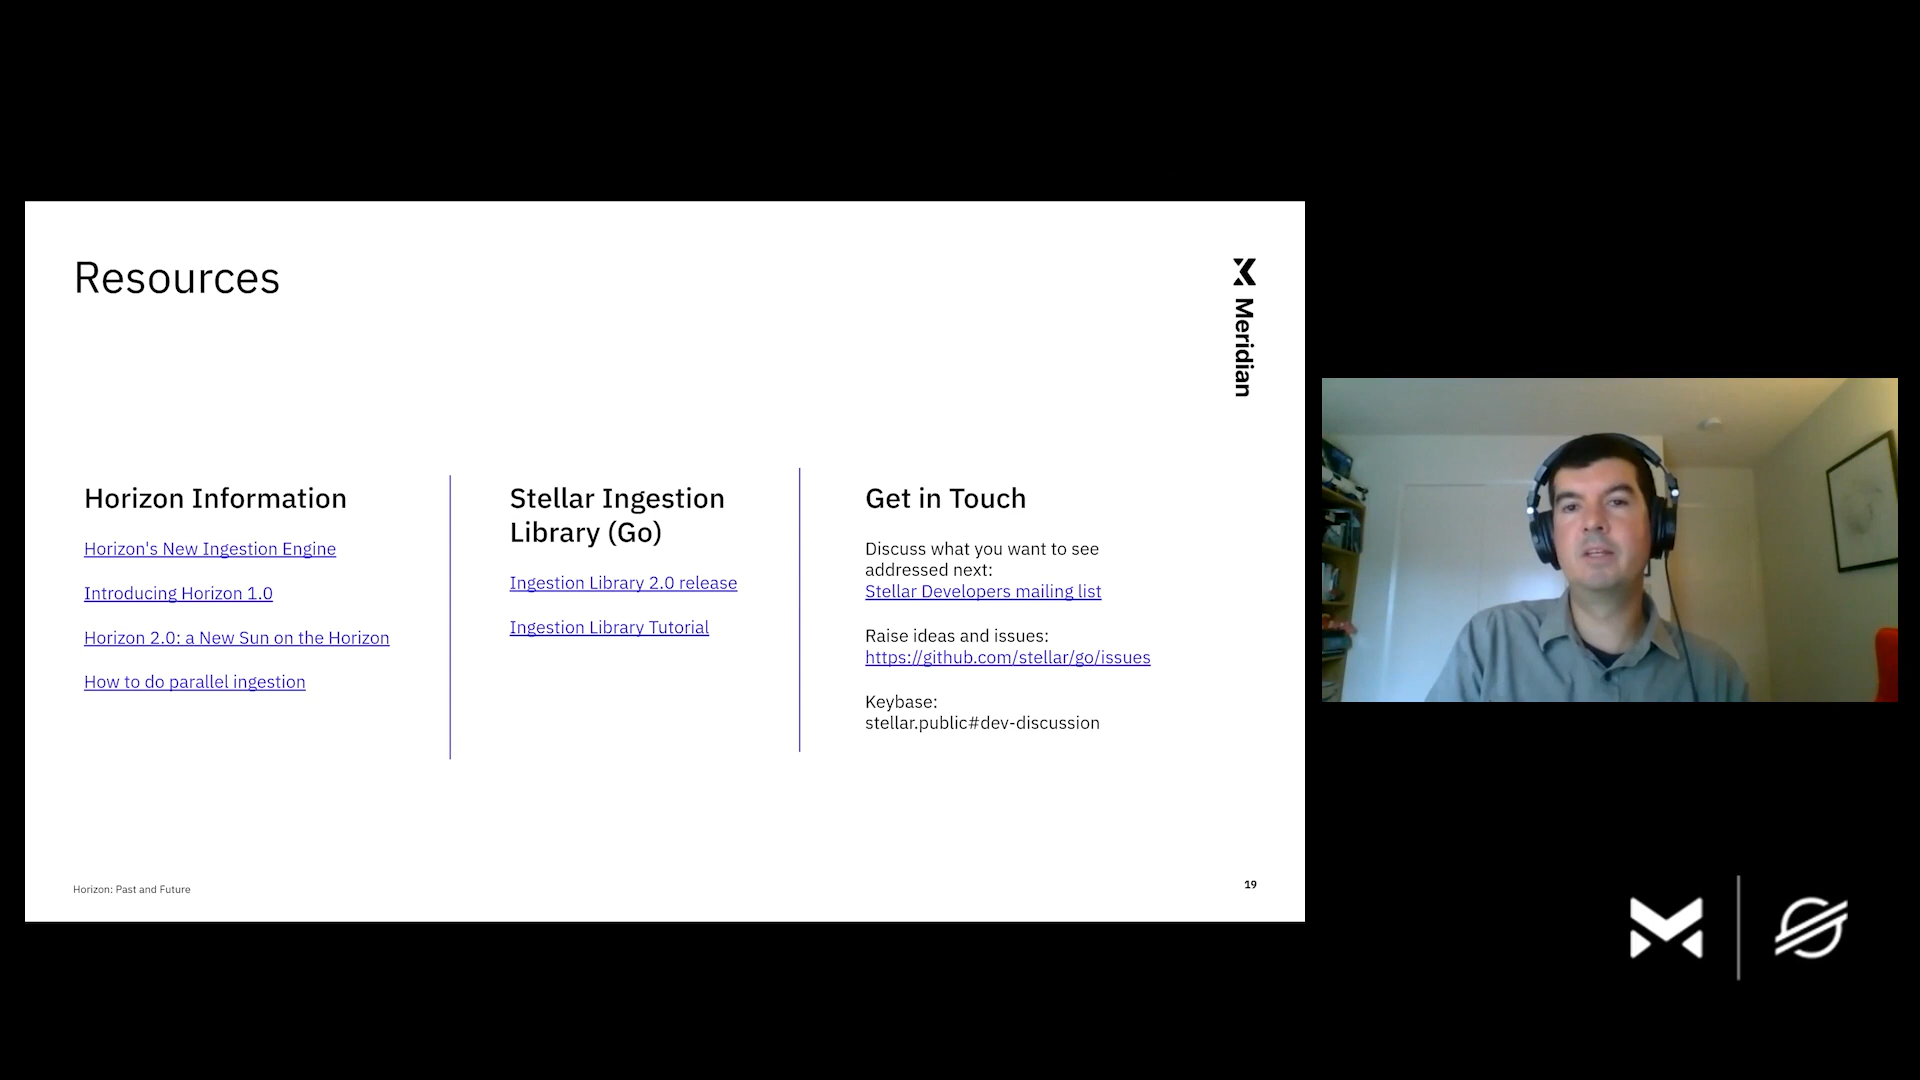 Resources
Meridian
Horizon Information
Horizon's New Ingestion Engine
Introducing Horizon 1.0
Horizon 2.0: a New Sun on the Horizon
How to do parallel ingestion
Stellar Ingestion
Library (Go)
Ingestion Library 2.0 release
Ingestion Library Tutorial
Get in Touch
Discuss what you want to see
addressed next:
Stellar Developers mailing list
Raise ideas and issues:
https://github.com/stellar/go/issues
Keybase:
stellar.public#dev-discussion
Horizon: Past and Future
19